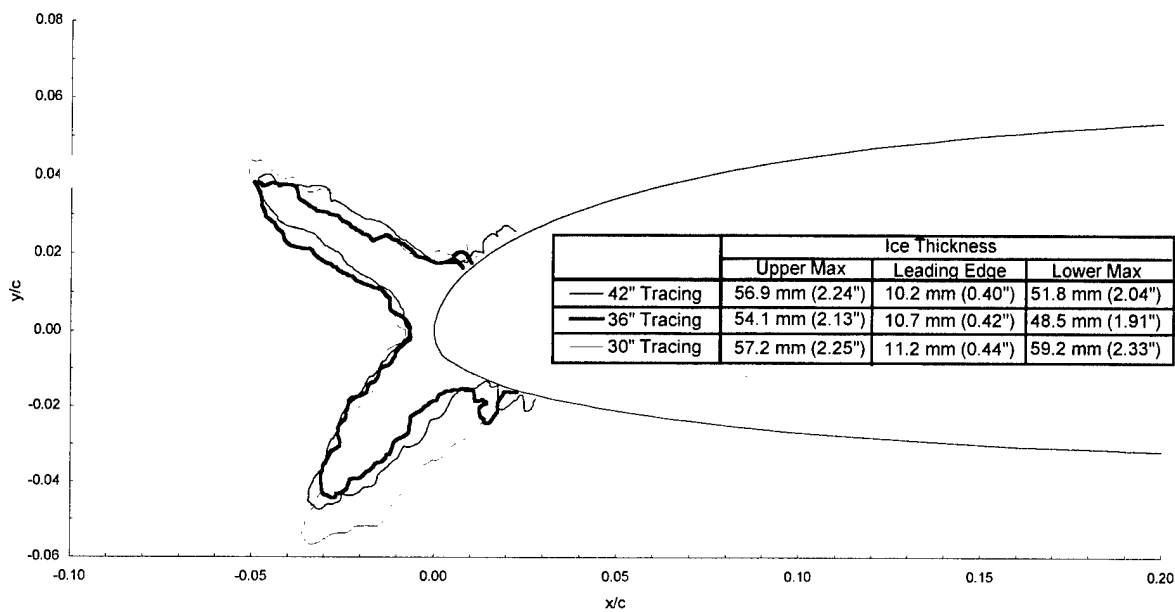 0.08
0.06
0.04
0.02
0.00
-0.02
-0.04
-0.06
y/c
-0.10
-0.05
0.00
0.05
0.10
0.15
0.20
x/c
Ice Thickness
Upper Max Leading Edge Lower Max
42" Tracing 56.9 mm (2.24") 10.2 mm (0.40") 51.8 mm (2.04")
36" Tracing 54.1 mm (2.13") 10.7 mm (0.42") 48.5 mm (1.91")
30" Tracing 57.2 mm (2.25") 11.2 mm (0.44") 59.2 mm (2.33")